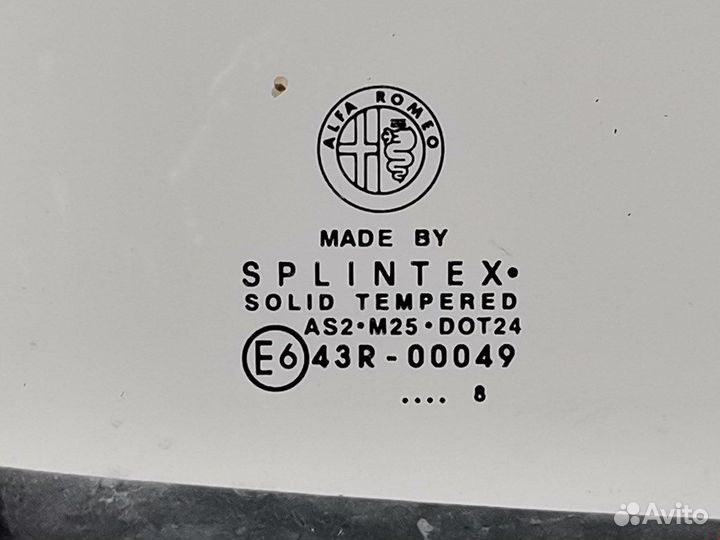 ALFA ROMEO
MADE BY
SPLINTEX•
SOLID TEMPERED
AS2•M25•DOT24
E6 43R-00049
.... 8
Avito